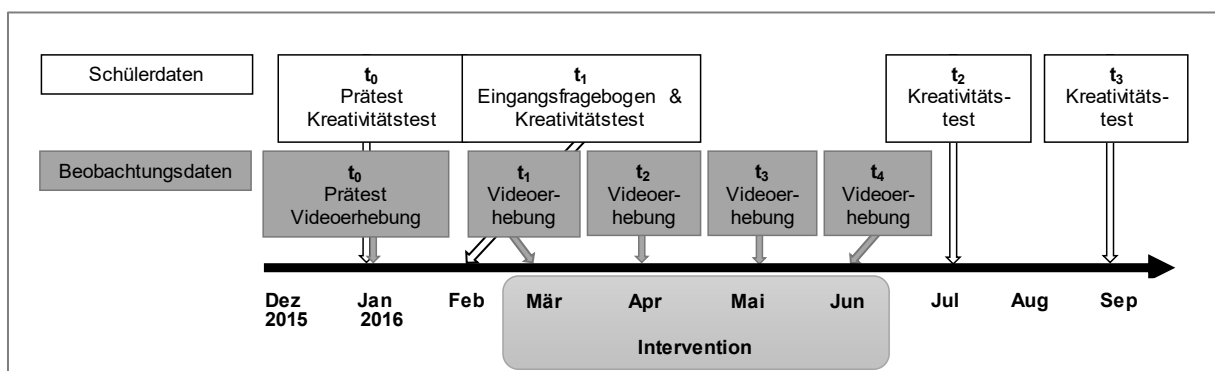 Schülerdaten
t0
Prätest
Kreativitätstest
t1
Eingangsfragebogen &
Kreativitätstest
t2
Kreativitäts-
test
t3
Kreativitäts-
test
Beobachtungsdaten
t0
Prätest
Videoerhebung
t1
Videoer-
hebung
t2
Videoer-
hebung
t3
Videoer-
hebung
t4
Videoer-
hebung
Dez
2015
Jan
2016
Feb
Mär
Apr
Mai
Jun
Jul
Aug
Sep
Intervention